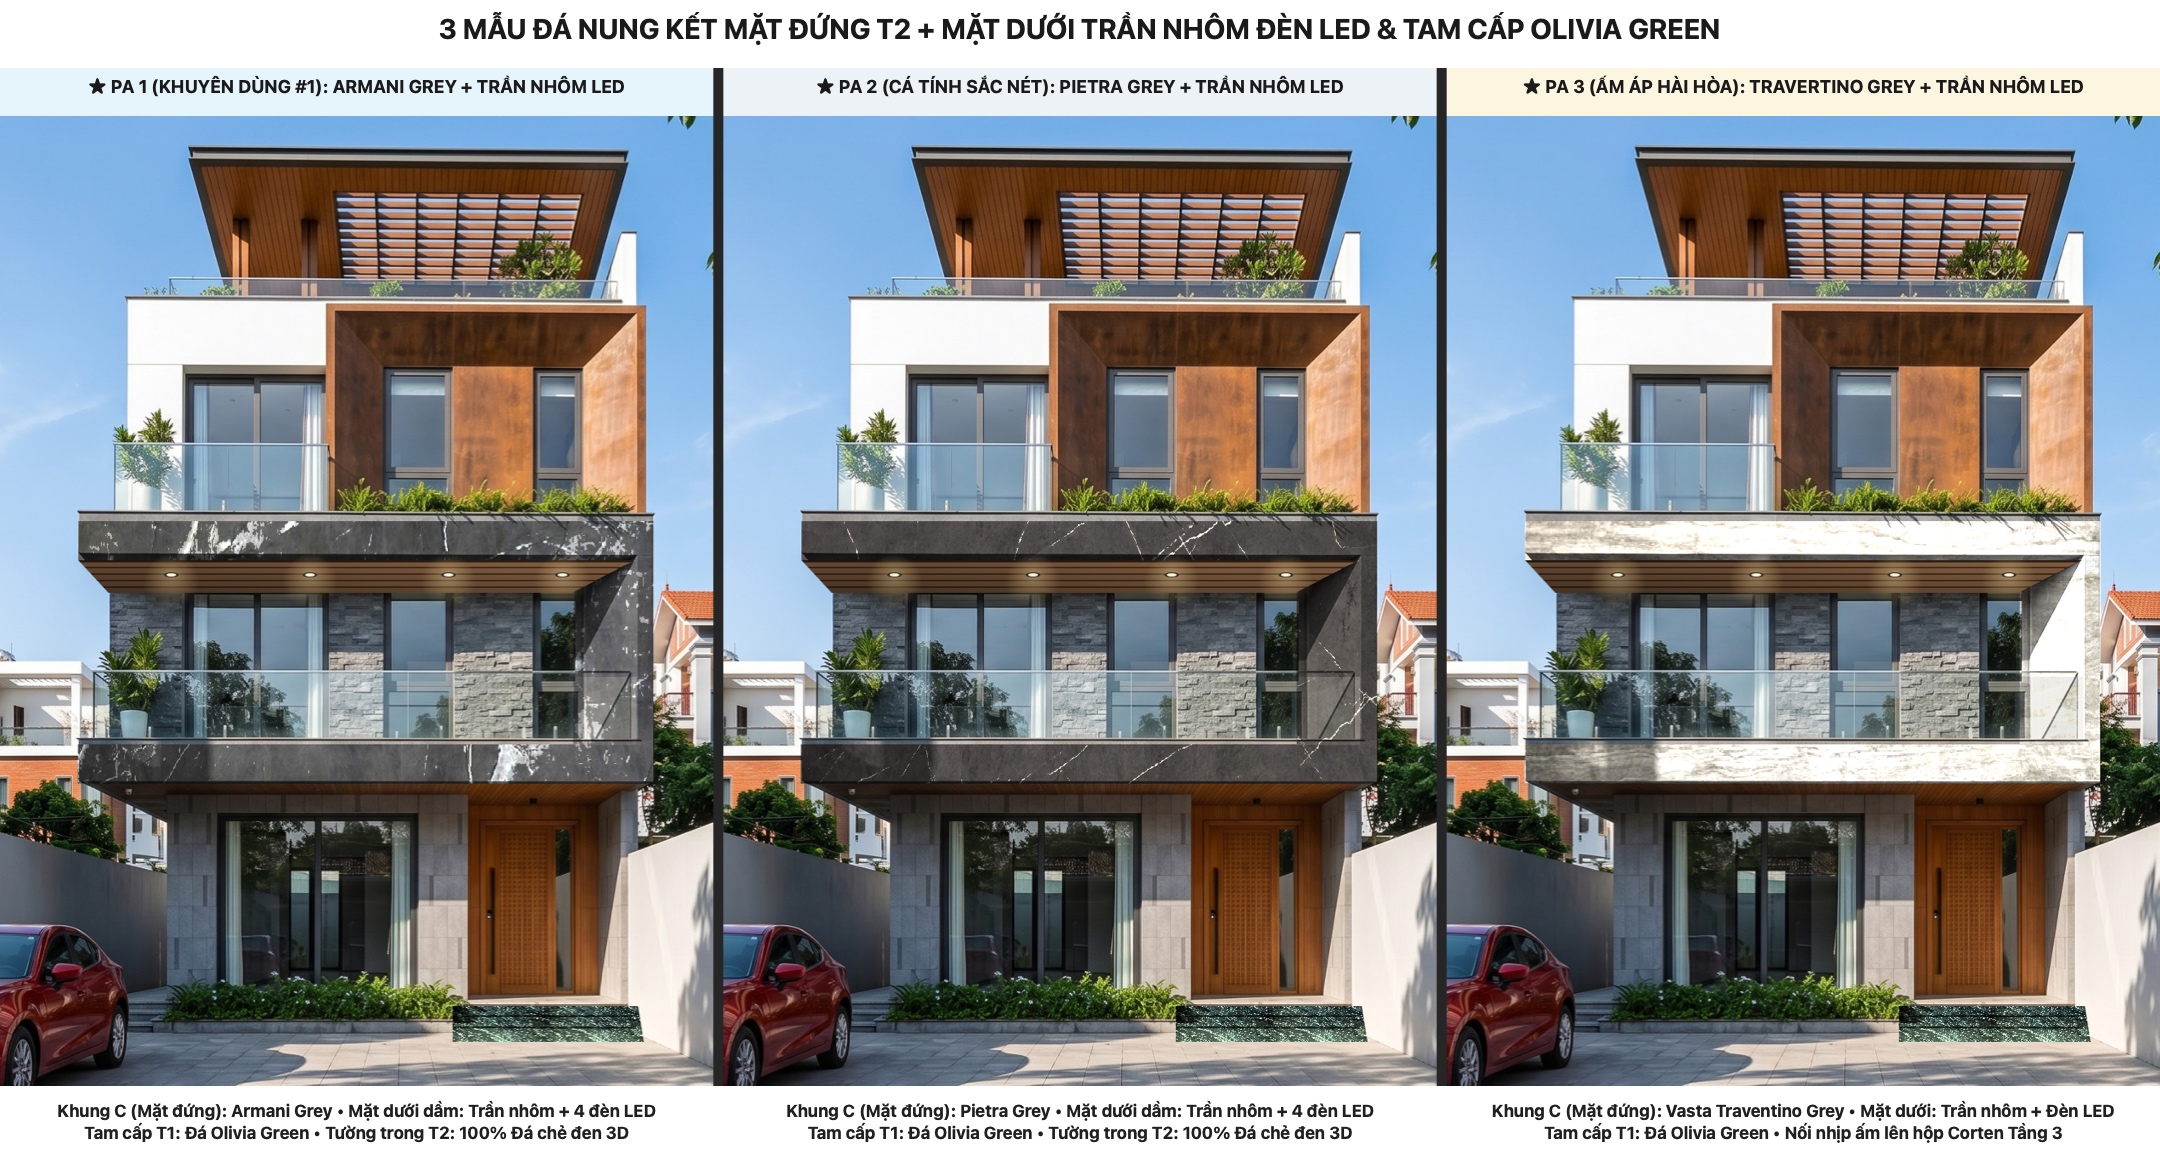 3 MẪU ĐÁ NUNG KẾT MẶT ĐỨNG T2 + MẶT DƯỚI TRẦN NHÔM ĐÈN LED & TAM CẤP OLIVIA GREEN
★ PA 1 (KHUYÊN DÙNG #1): ARMANI GREY + TRẦN NHÔM LED
★ PA 2 (CÁ TÍNH SẮC NÉT): PIETRA GREY + TRẦN NHÔM LED
★ PA 3 (ẤM ÁP HÀI HÒA): TRAVERTINO GREY + TRẦN NHÔM LED
Khung C (Mặt đứng): Armani Grey • Mặt dưới dầm: Trần nhôm + 4 đèn LED
Tam cấp T1: Đá Olivia Green • Tường trong T2: 100% Đá chẻ đen 3D
Khung C (Mặt đứng): Pietra Grey • Mặt dưới dầm: Trần nhôm + 4 đèn LED
Tam cấp T1: Đá Olivia Green • Tường trong T2: 100% Đá chẻ đen 3D
Khung C (Mặt đứng): Vasta Traventino Grey • Mặt dưới: Trần nhôm + Đèn LED
Tam cấp T1: Đá Olivia Green • Nối nhịp ấm lên hộp Corten Tầng 3